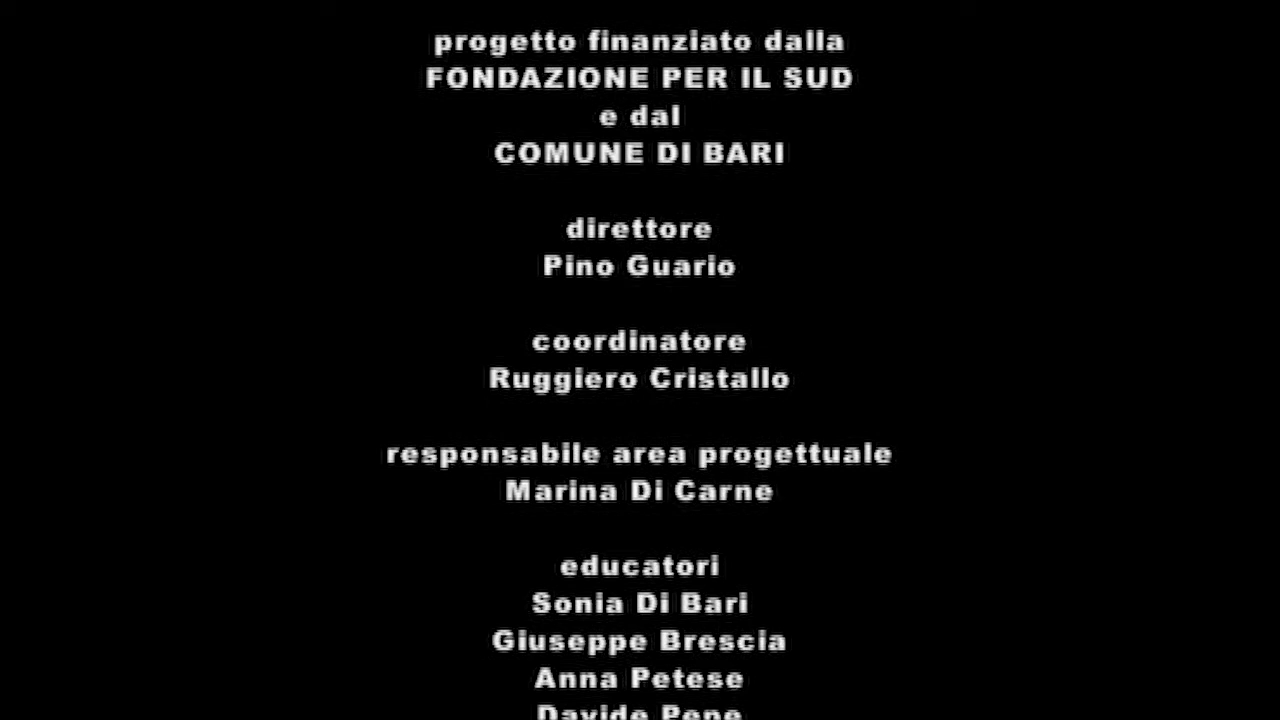 progetto finanziato dalla
FONDAZIONE PER IL SUD
e dal
COMUNE DI BARI
direttore
Pino Guario
coordinatore
Ruggiero Cristallo
responsabile area progettuale
Marina Di Carne
educatori
Sonia Di Bari
Giuseppe Brescia
Anna Petese
Davide Pepe